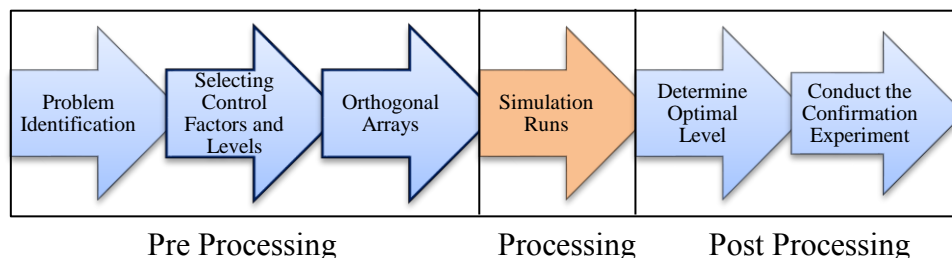 Problem
Identification
Selecting
Control
Factors and
Levels
Orthogonal
Arrays
Simulation
Runs
Determine
Optimal
Level
Conduct the
Confirmation
Experiment
Pre Processing
Processing
Post Processing